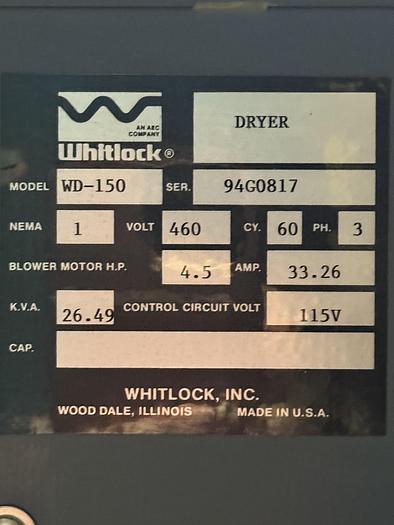 AN AEC
COMPANY
Whitlock®
DRYER
MODEL WD-150 SER. 94G0817
NEMA 1 VOLT 460 CY. 60 PH. 3
BLOWER MOTOR H.P. 4.5 AMP. 33.26
K.V.A. 26.49 CONTROL CIRCUIT VOLT 115V
CAP.
WHITLOCK, INC.
WOOD DALE, ILLINOIS MADE IN U.S.A.